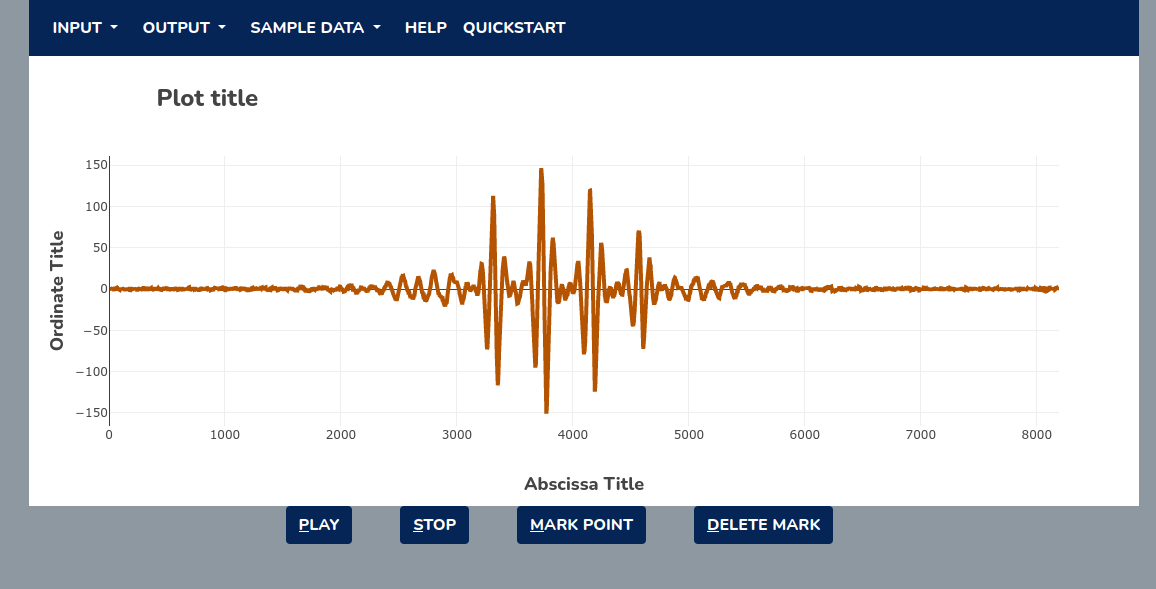 INPUT OUTPUT SAMPLE DATA HELP QUICKSTART
Plot title
150
100
50
0
−50
−100
−150
Ordinate Title
0 1000 2000 3000 4000 5000 6000 7000 8000
Abscissa Title
PLAY STOP MARK POINT DELETE MARK